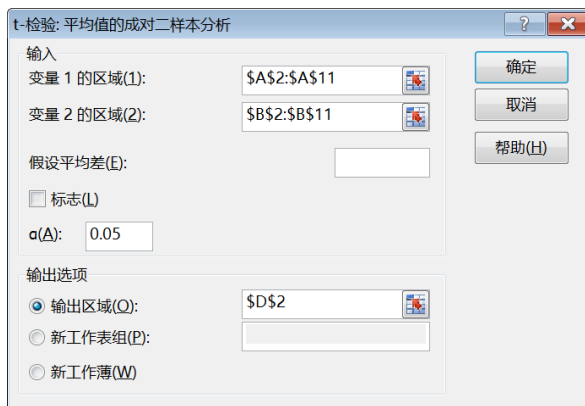 t-检验: 平均值的成对二样本分析
输入
变量 1 的区域(1): $A$2:$A$11
变量 2 的区域(2): $B$2:$B$11
假设平均差(E):
标志(L)
α(A): 0.05
输出选项
输出区域(O): $D$2
新工作表组(P):
新工作薄(W)
确定
取消
帮助(H)